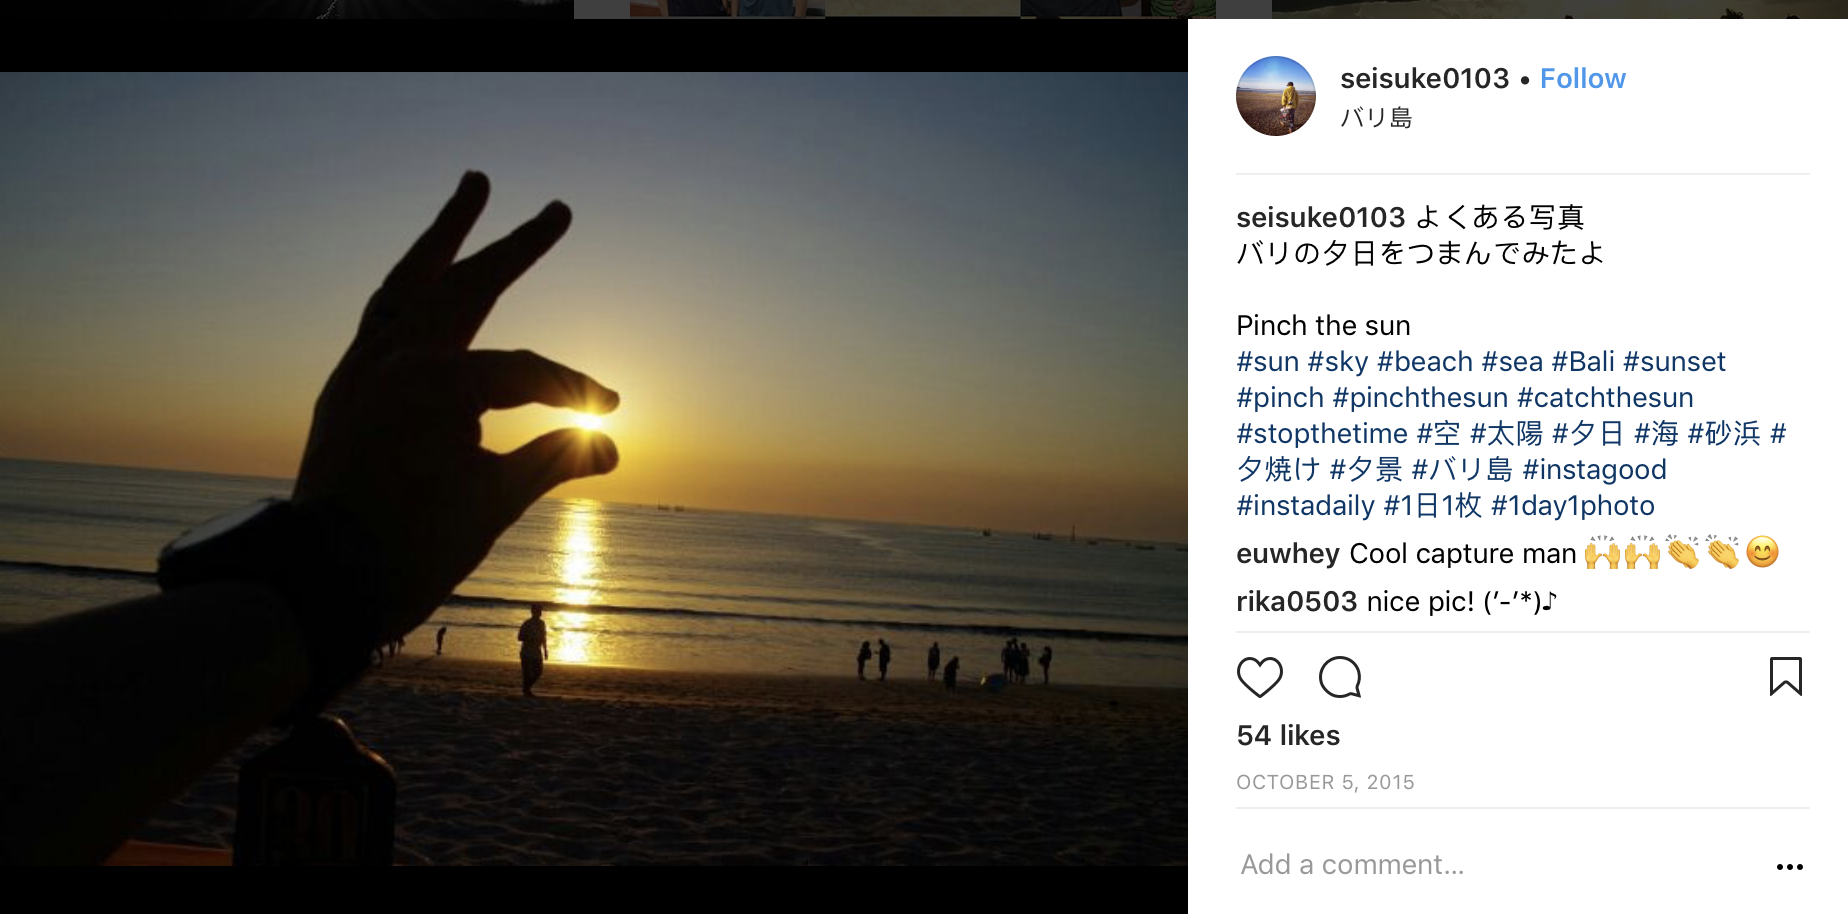 seisuke0103 • Follow
バリ島
seisuke0103 よくある写真
バリの夕日をつまんでみたよ
Pinch the sun
#sun #sky #beach #sea #Bali #sunset
#pinch #pinchthesun #catchthesun
#stopthetime #空 #太陽 #夕日 #海 #砂浜 #
夕焼け #夕景 #バリ島 #instagood
#instadaily #1日1枚 #1day1photo
euwhey Cool capture man 🙌🙌👏👏😊
rika0503 nice pic! (′-′*)♪
54 likes
OCTOBER 5, 2015
Add a comment...